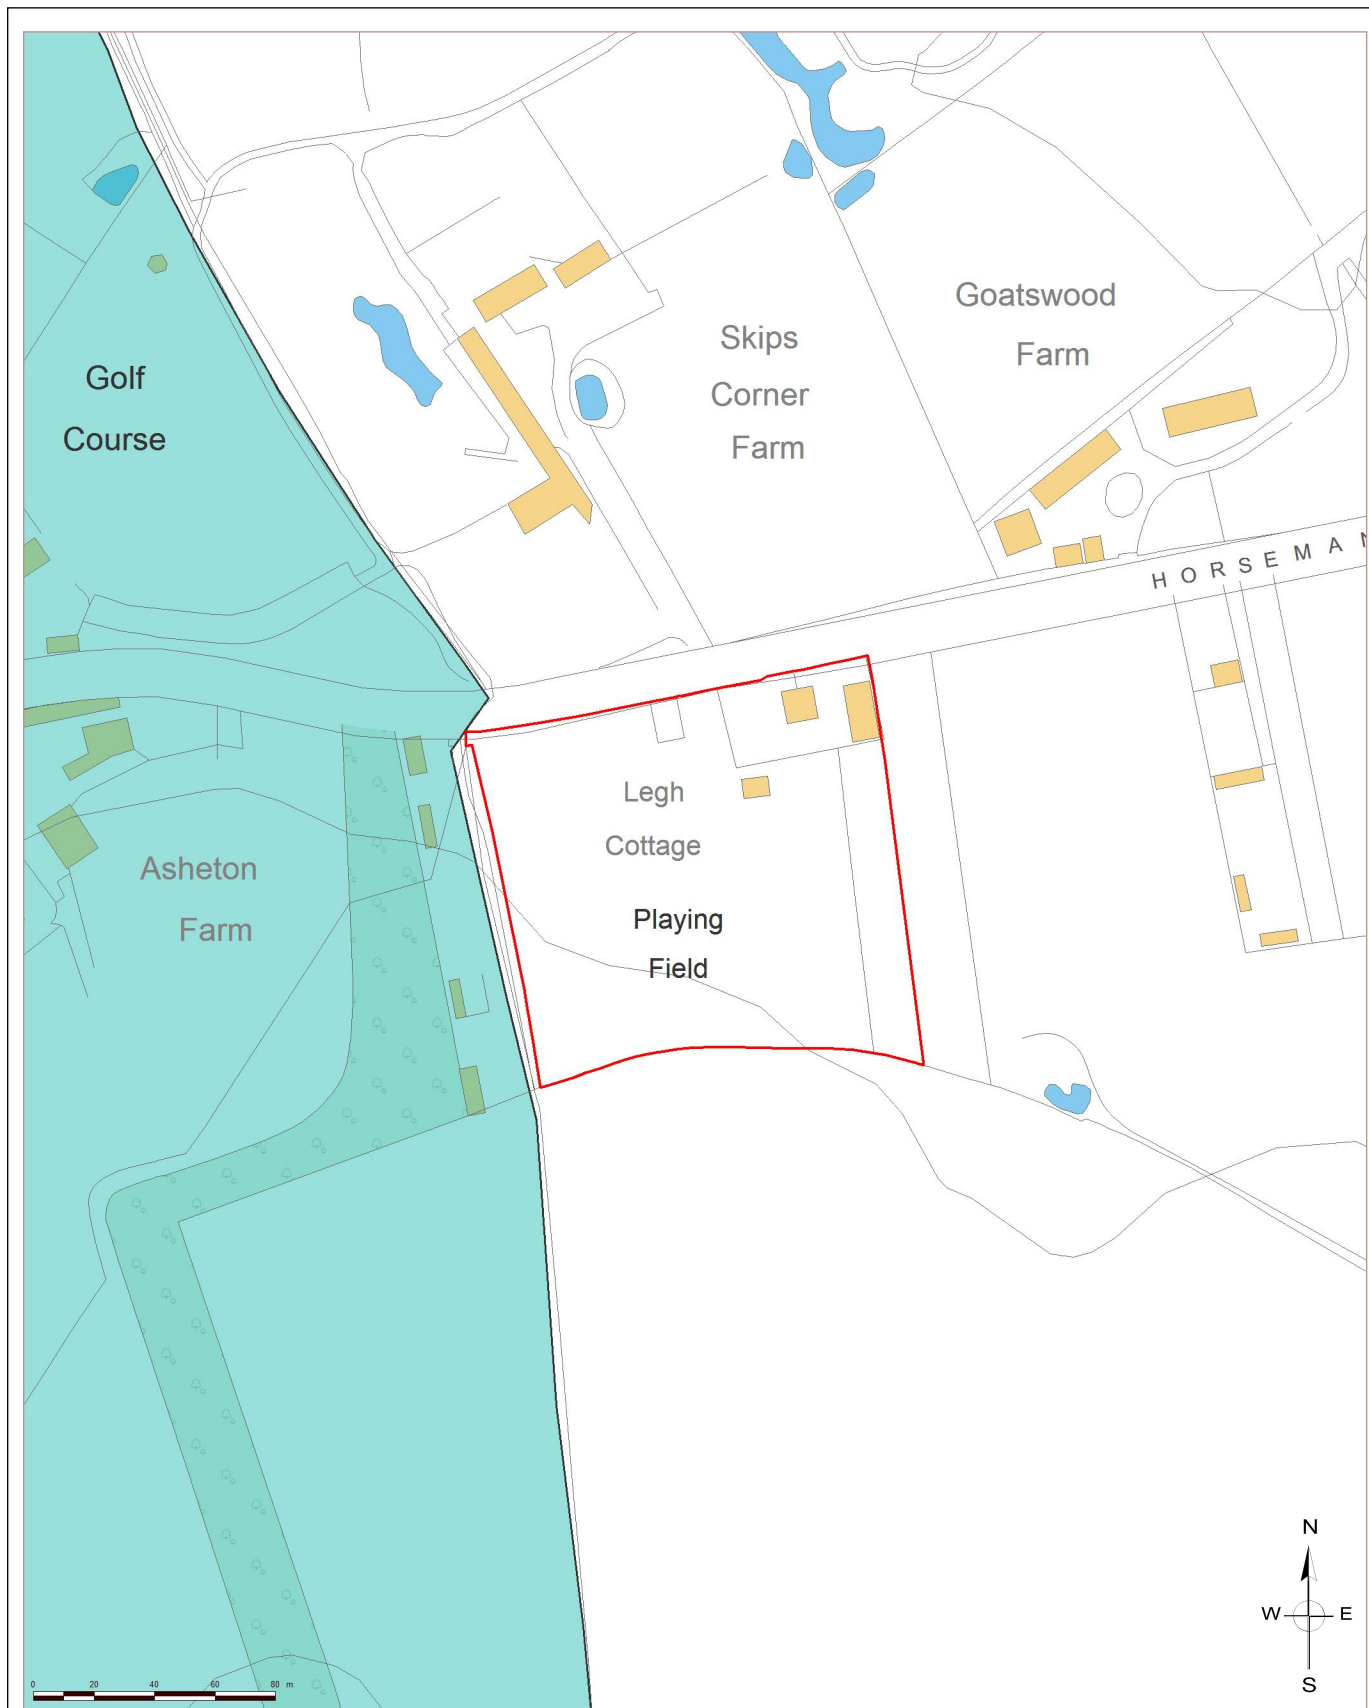 Goatswood
Farm
Skips
Corner
Farm
Golf
Course
HORSEMAN
Legh
Cottage
Asheton
Farm
Playing
Field
N
W E
S
0 20 40 60 80 m